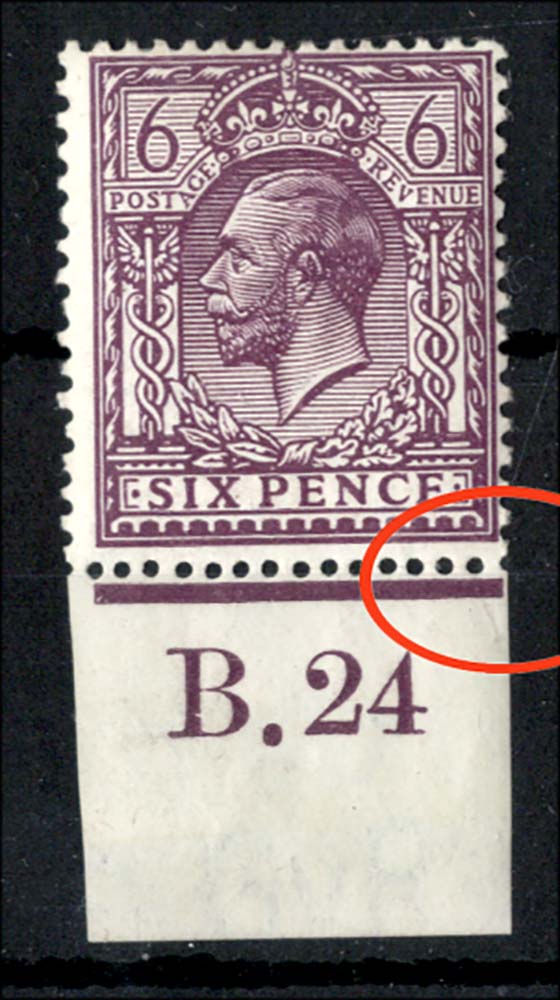 6 6
POSTAGE REVENUE
SIX PENCE
B. 24